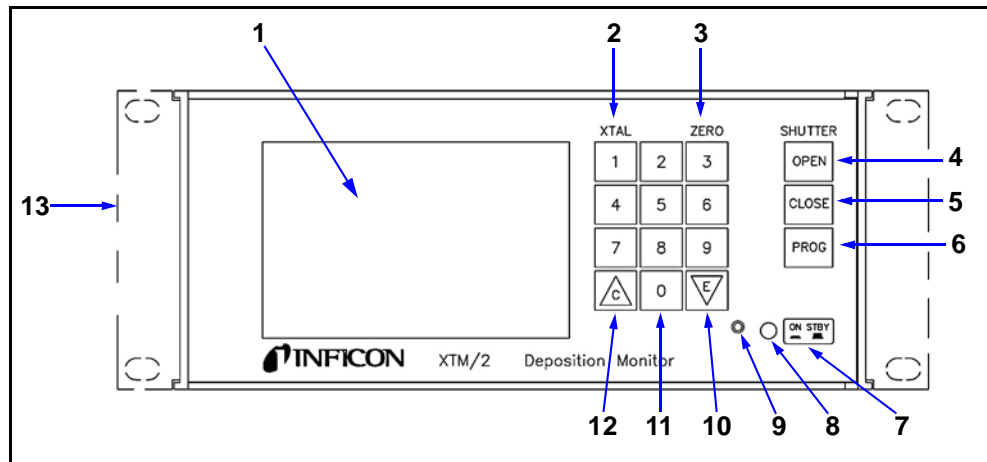 1 2 3
XTAL ZERO SHUTTER
1 2 3 OPEN 4
4 5 6 CLOSE 5
13
7 8 9 PROG 6
C 0 E
ON STBY
INFICON XTM/2 Deposition Monitor
12 11 10 9 8 7